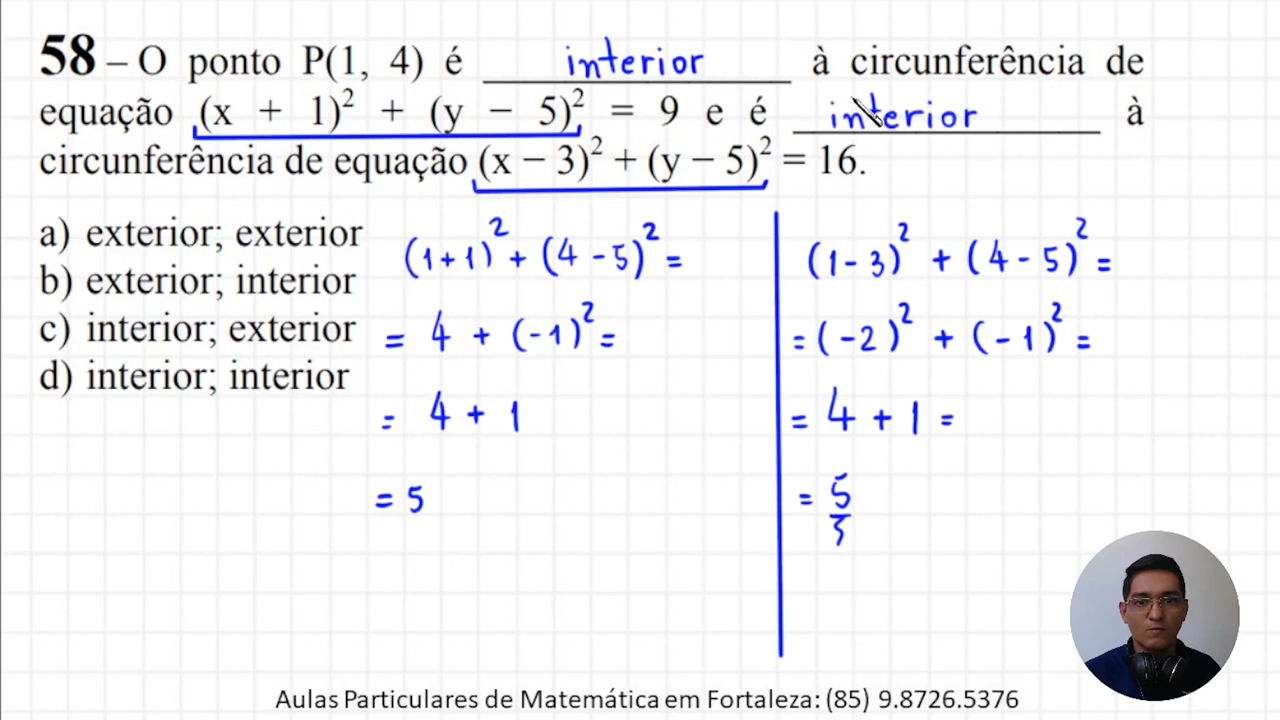 58 – O ponto P(1, 4) é interior à circunferência de
equação (x + 1)² + (y − 5)² = 9 e é interior à
circunferência de equação (x − 3)² + (y − 5)² = 16.
a) exterior; exterior
b) exterior; interior
c) interior; exterior
d) interior; interior
(1+1)² + (4 - 5)² =
= 4 + (-1)² =
= 4 + 1
= 5
(1 - 3)² + (4 - 5)² =
= (-2)² + (-1)² =
= 4 + 1 =
= 5
Aulas Particulares de Matemática em Fortaleza: (85) 9.8726.5376